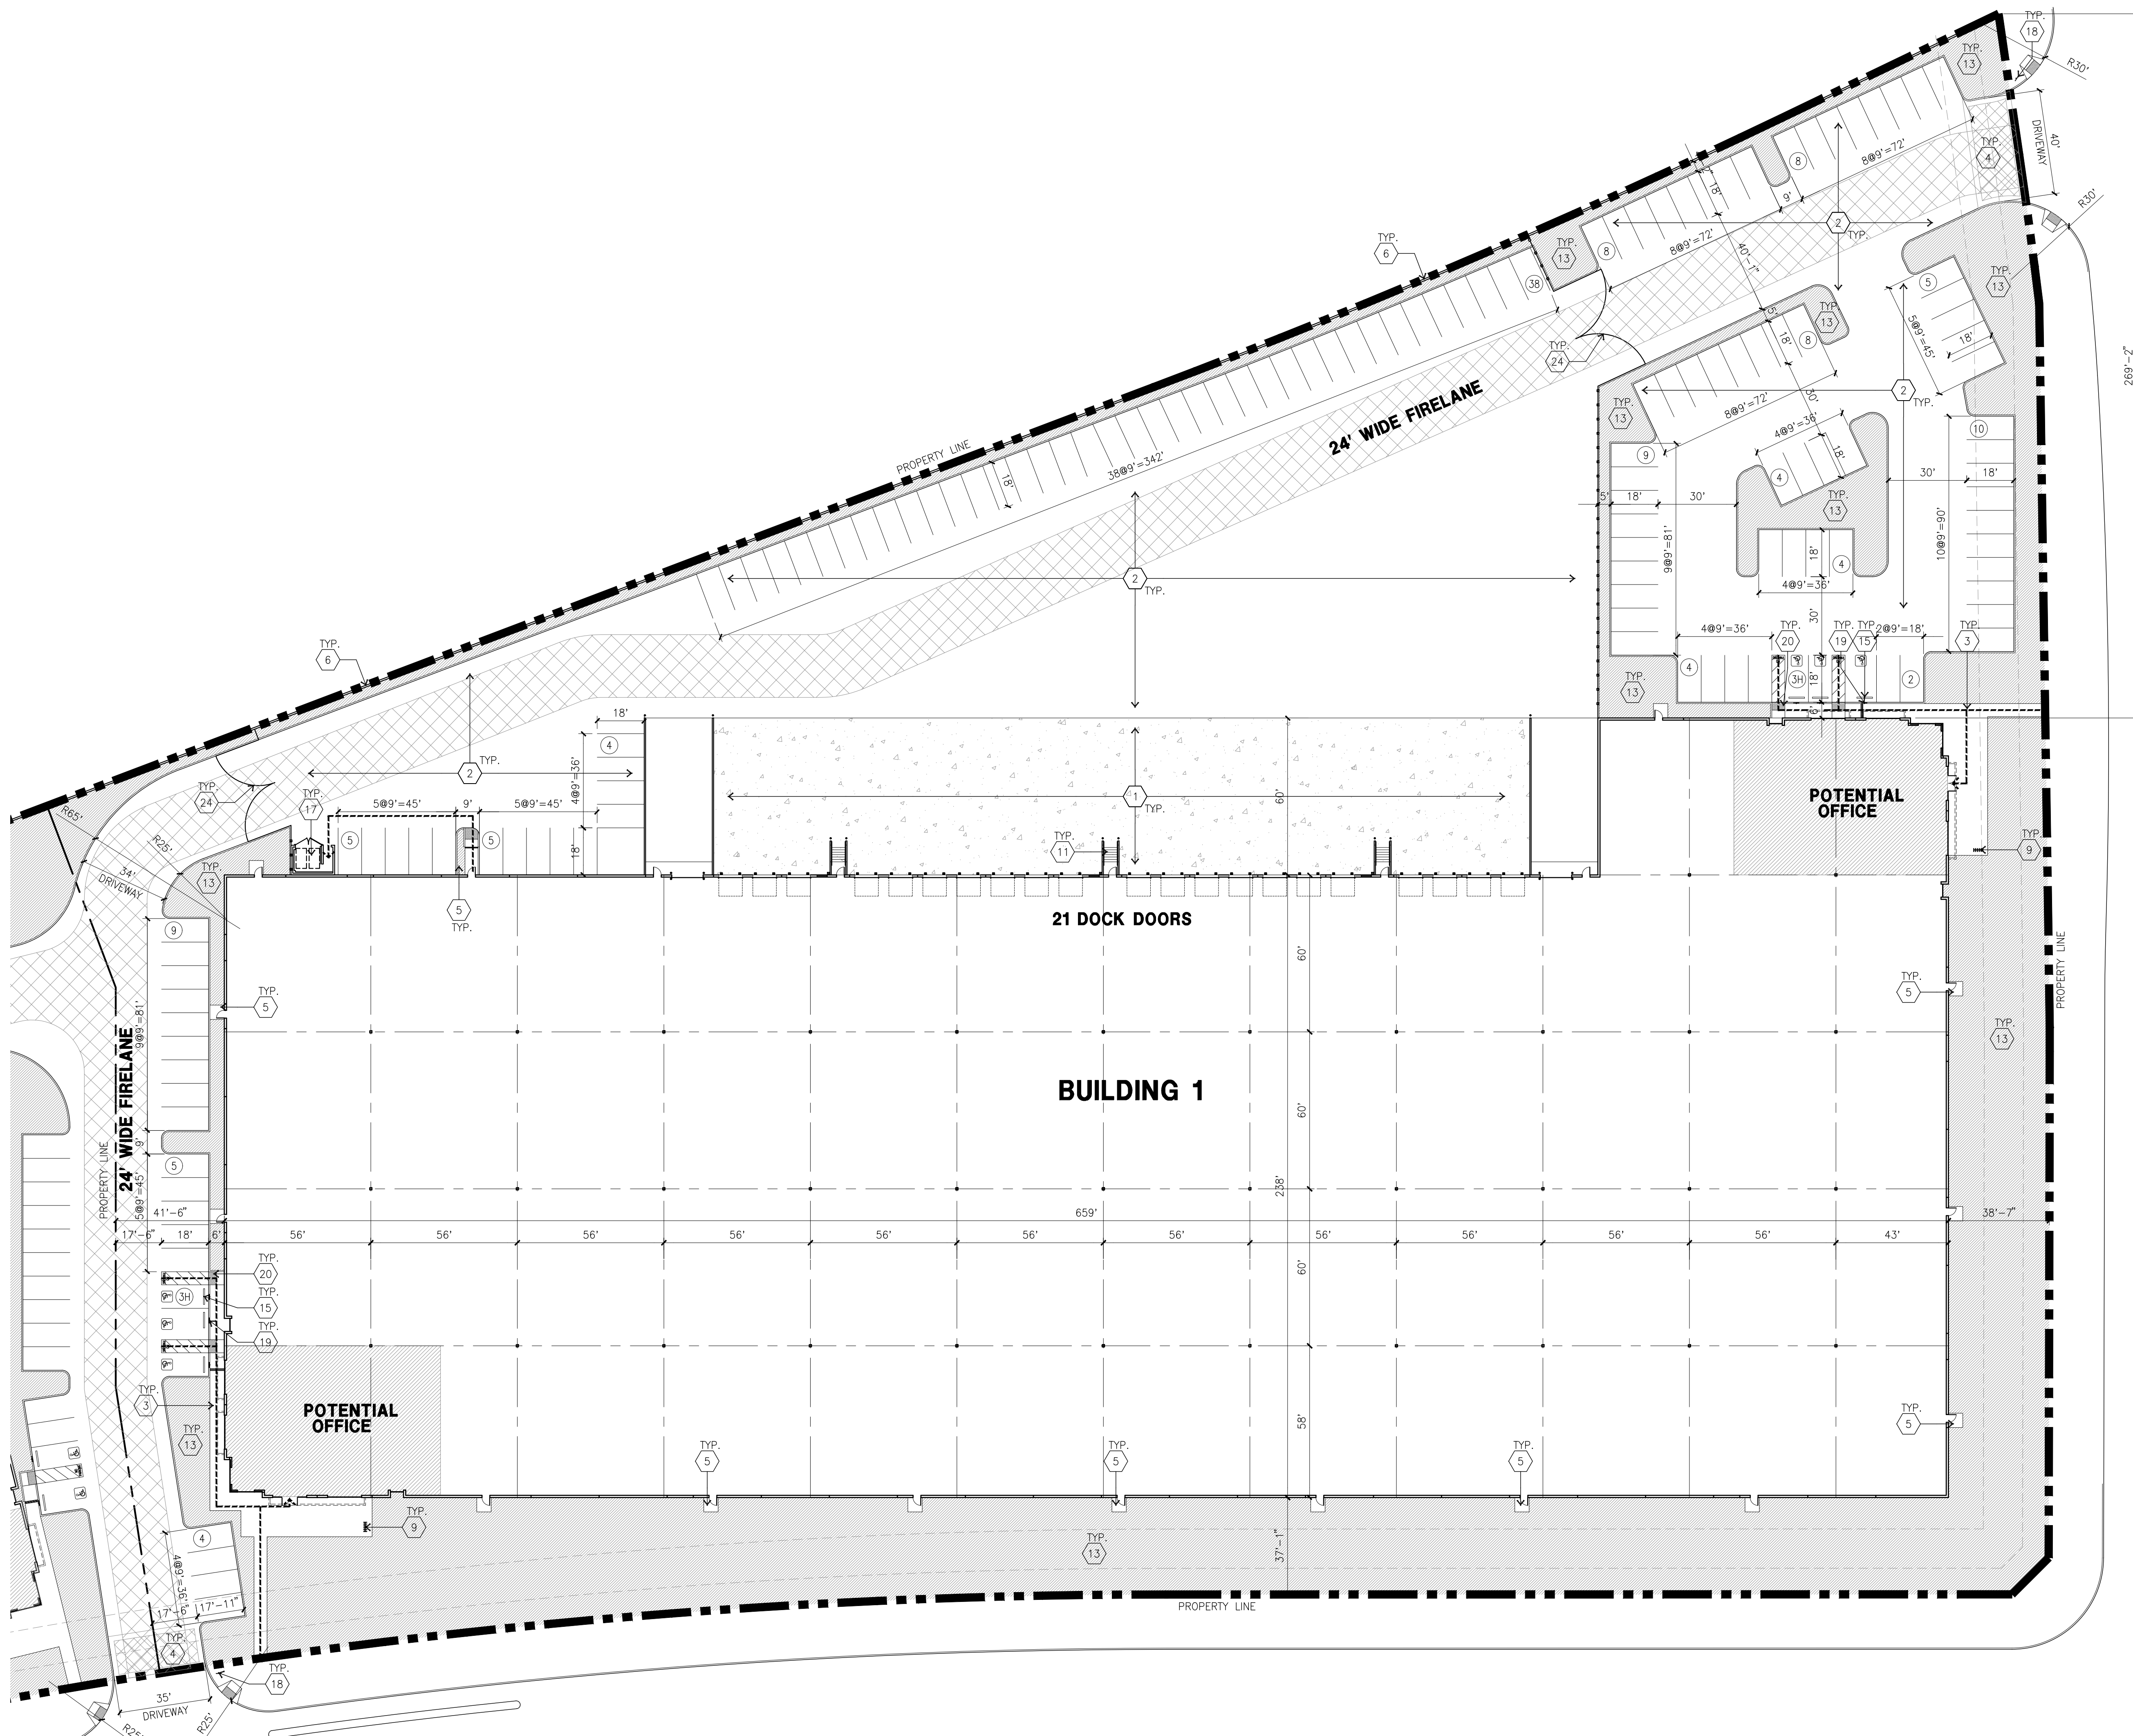 TYP.
18
TYP.
13
R30'
40'
DRIVEWAY
TYP.
4
R30'
8@9'=72'
8
9'
18'
2
TYP.
40'-1"
8@9'=72'
8
TYP.
13
TYP.
6
38
TYP.
13
5
5@9'=45'
18'
TYP.
13
5'
18'
8
269'-2"
TYP.
24
24' WIDE FIRELANE
2
TYP.
8@9'=72'
30'
TYP.
13
4@9'=36'
18'
4
10
9
PROPERTY LINE
38@9'=342'
18'
5'
18'
30'
TYP.
13
30'
18'
9@9'=81'
10@9'=90'
18'
4
4@9'=36'
2
TYP.
30'
4@9'=36'
TYP.
20
TYP.
19
TYP.
15
2@9'=18'
TYP.
3
TYP.
6
4
3H
18'
2
TYP.
13
6'
18'
4
4@9'=36'
2
TYP.
TYP.
24
TYP.
17
5@9'=45'
9'
5@9'=45'
1
TYP.
60'
POTENTIAL
OFFICE
R65'
R25'
5
5
18'
TYP.
11
TYP.
9
34'
DRIVEWAY
TYP.
13
5
TYP.
21 DOCK DOORS
9
60'
PROPERTY LINE
9@9'=81'
TYP.
5
TYP.
5
TYP.
13
24' WIDE FIRELANE
PROPERTY LINE
BUILDING 1
60'
9'
5
5@9'=45'
238'
41'-6"
659'
38'-7"
17'-6"
18'
6'
56'
56'
56'
56'
56'
56'
56'
56'
56'
56'
56'
43'
60'
TYP.
20
3H
TYP.
15
TYP.
19
TYP.
3
POTENTIAL
OFFICE
TYP.
13
58'
TYP.
5
TYP.
5
TYP.
5
TYP.
5
TYP.
9
4
4@9'=36'
TYP.
13
37'-1"
17'-6"
17'-11"
PROPERTY LINE
TYP.
4
TYP.
18
35'
DRIVEWAY
R25'
R25'